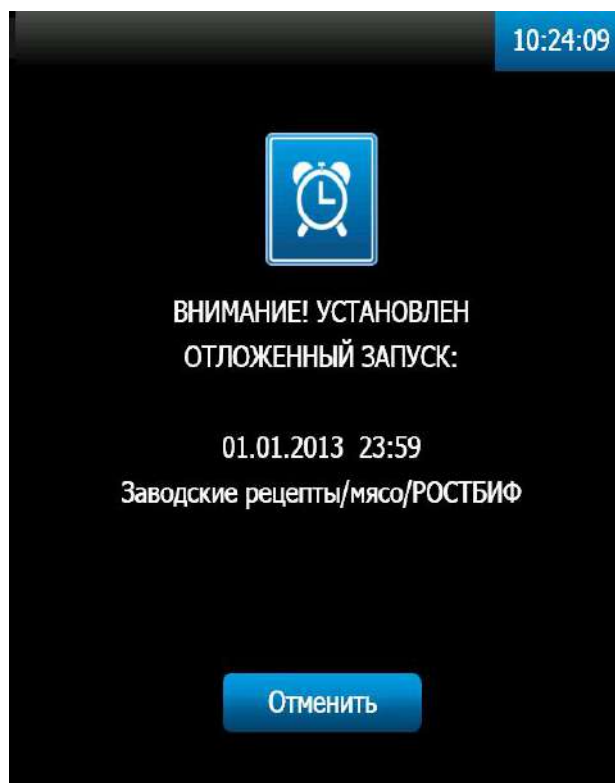 10:24:09
ВНИМАНИЕ! УСТАНОВЛЕН
ОТЛОЖЕННЫЙ ЗАПУСК:
01.01.2013 23:59
Заводские рецепты/мясо/РОСТБИФ
Отменить